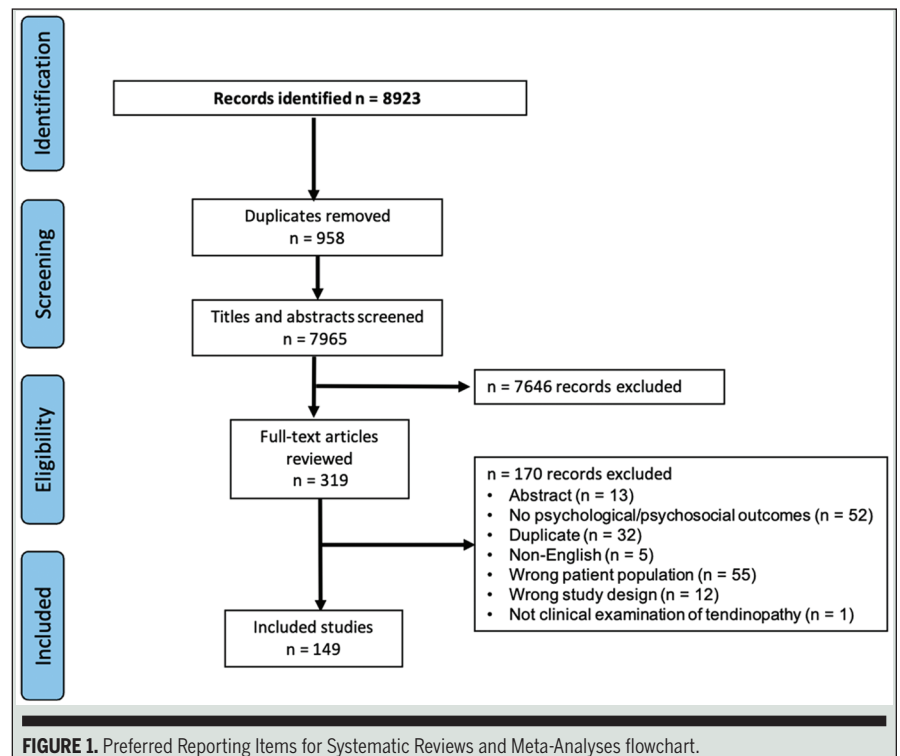 Identification
Records identified n = 8923
Screening
Duplicates removed
n = 958
Titles and abstracts screened
n = 7965
n = 7646 records excluded
Eligibility
Full-text articles
reviewed
n = 319
n = 170 records excluded
• Abstract (n = 13)
• No psychological/psychosocial outcomes (n = 52)
• Duplicate (n = 32)
• Non-English (n = 5)
• Wrong patient population (n = 55)
• Wrong study design (n = 12)
• Not clinical examination of tendinopathy (n = 1)
Included
Included studies
n = 149
FIGURE 1. Preferred Reporting Items for Systematic Reviews and Meta-Analyses flowchart.